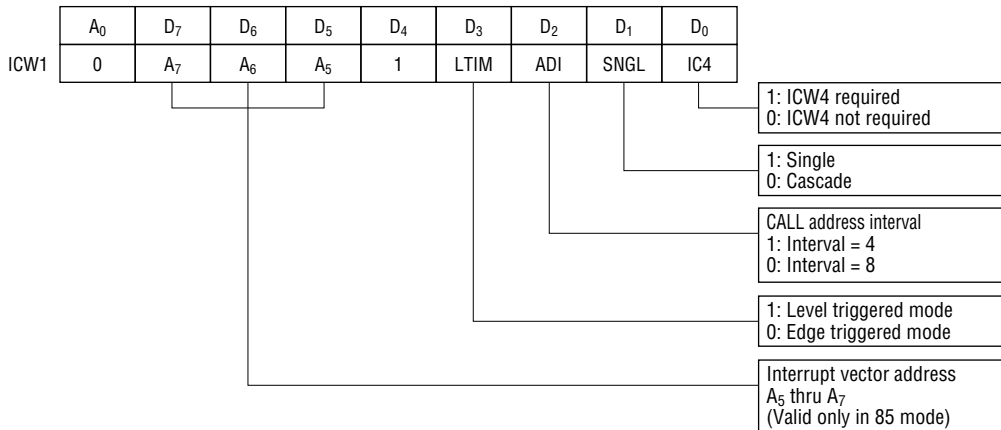 A₀ D₇ D₆ D₅ D₄ D₃ D₂ D₁ D₀
ICW1 0 A₇ A₆ A₅ 1 LTIM ADI SNGL IC4
1: ICW4 required
0: ICW4 not required
1: Single
0: Cascade
CALL address interval
1: Interval = 4
0: Interval = 8
1: Level triggered mode
0: Edge triggered mode
Interrupt vector address
A₅ thru A₇
(Valid only in 85 mode)